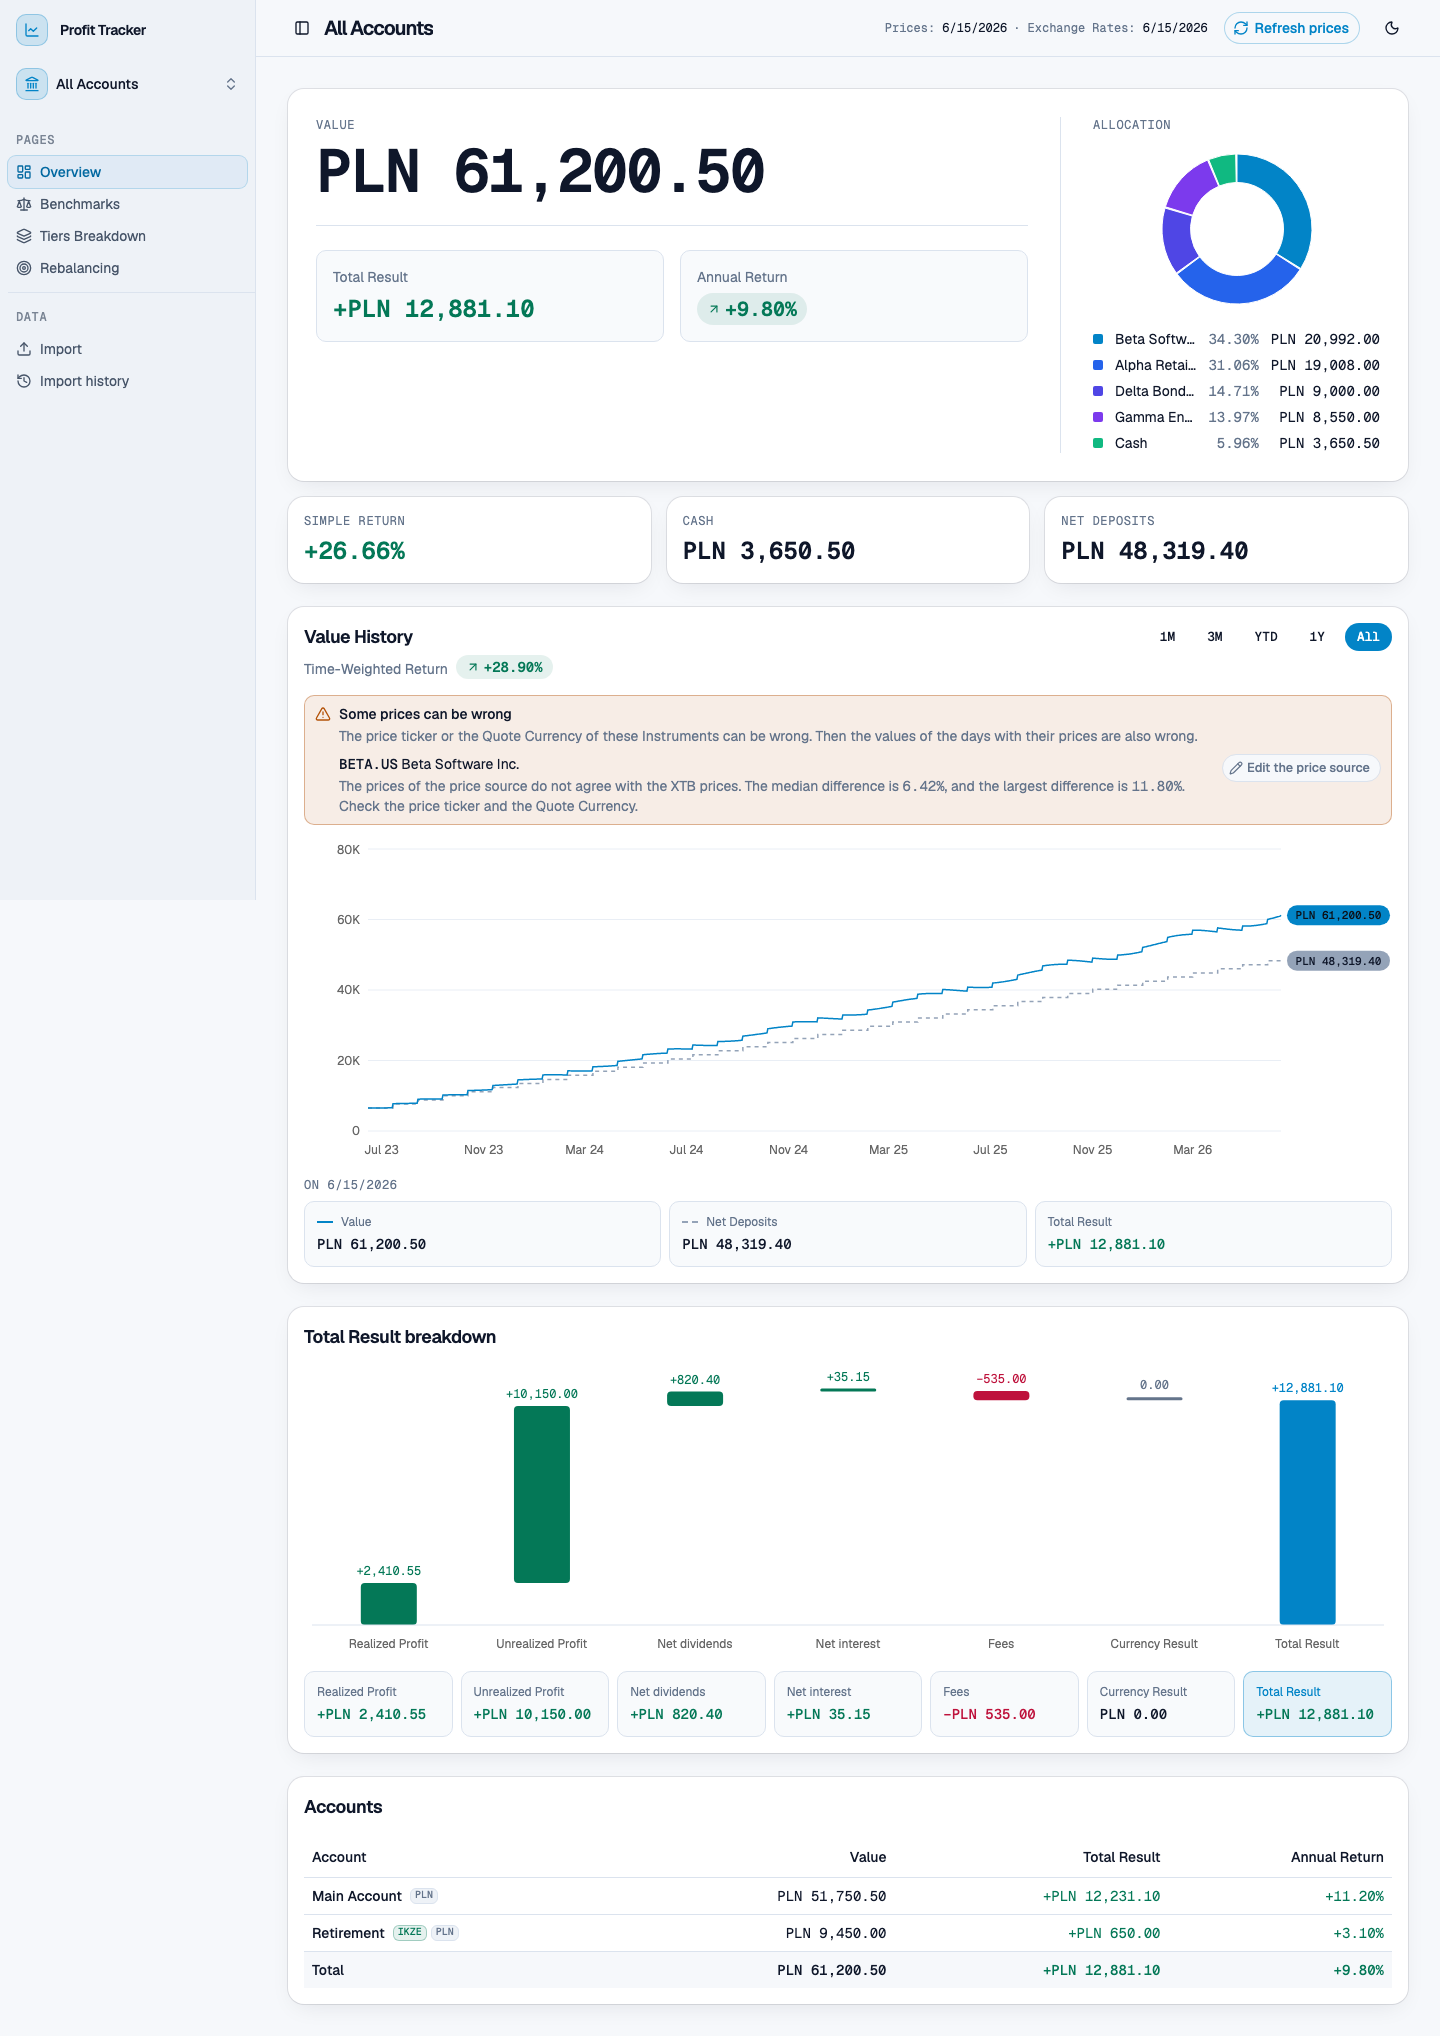 Profit Tracker
All Accounts
PAGES
Overview
Benchmarks
Tiers Breakdown
Rebalancing
DATA
Import
Import history
All Accounts
Prices: 6/15/2026 · Exchange Rates: 6/15/2026
Refresh prices
VALUE
PLN 61,200.50
Total Result
+PLN 12,881.10
Annual Return
+9.80%
ALLOCATION
Beta Softw… 34.30% PLN 20,992.00
Alpha Retai… 31.06% PLN 19,008.00
Delta Bond… 14.71% PLN 9,000.00
Gamma En… 13.97% PLN 8,550.00
Cash 5.96% PLN 3,650.50
SIMPLE RETURN
+26.66%
CASH
PLN 3,650.50
NET DEPOSITS
PLN 48,319.40
Value History
1M 3M YTD 1Y All
Time-Weighted Return +28.90%
Some prices can be wrong
The price ticker or the Quote Currency of these Instruments can be wrong. Then the values of the days with their prices are also wrong.
BETA.US Beta Software Inc.
The prices of the price source do not agree with the XTB prices. The median difference is 6.42%, and the largest difference is 11.80%.
Check the price ticker and the Quote Currency.
Edit the price source
80K
60K
40K
20K
0
PLN 61,200.50
PLN 48,319.40
Jul 23 Nov 23 Mar 24 Jul 24 Nov 24 Mar 25 Jul 25 Nov 25 Mar 26
ON 6/15/2026
Value
PLN 61,200.50
Net Deposits
PLN 48,319.40
Total Result
+PLN 12,881.10
Total Result breakdown
+2,410.55
+10,150.00
+820.40
+35.15
−535.00
0.00
+12,881.10
Realized Profit Unrealized Profit Net dividends Net interest Fees Currency Result Total Result
Realized Profit
+PLN 2,410.55
Unrealized Profit
+PLN 10,150.00
Net dividends
+PLN 820.40
Net interest
+PLN 35.15
Fees
−PLN 535.00
Currency Result
PLN 0.00
Total Result
+PLN 12,881.10
Accounts
Account Value Total Result Annual Return
Main Account PLN PLN 51,750.50 +PLN 12,231.10 +11.20%
Retirement IKZE PLN PLN 9,450.00 +PLN 650.00 +3.10%
Total PLN 61,200.50 +PLN 12,881.10 +9.80%